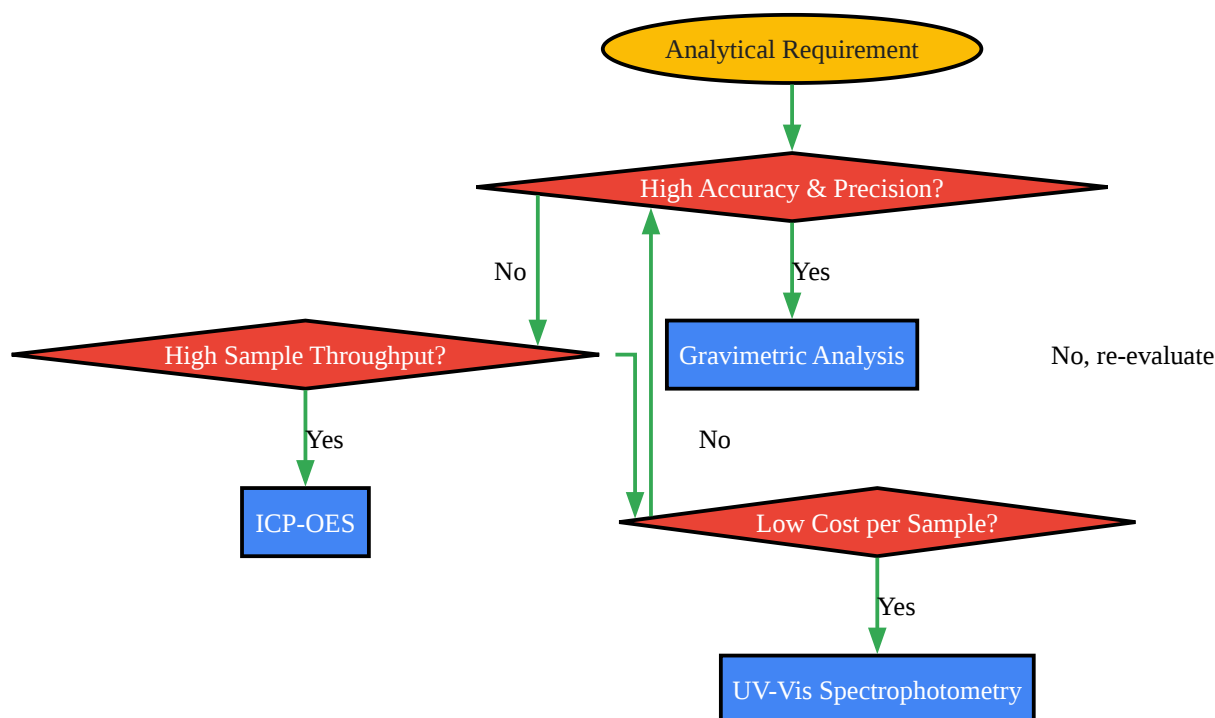 Analytical Requirement
High Accuracy & Precision?
No
Yes
High Sample Throughput?
Gravimetric Analysis
No, re-evaluate
Yes
No
ICP-OES
Low Cost per Sample?
Yes
UV-Vis Spectrophotometry